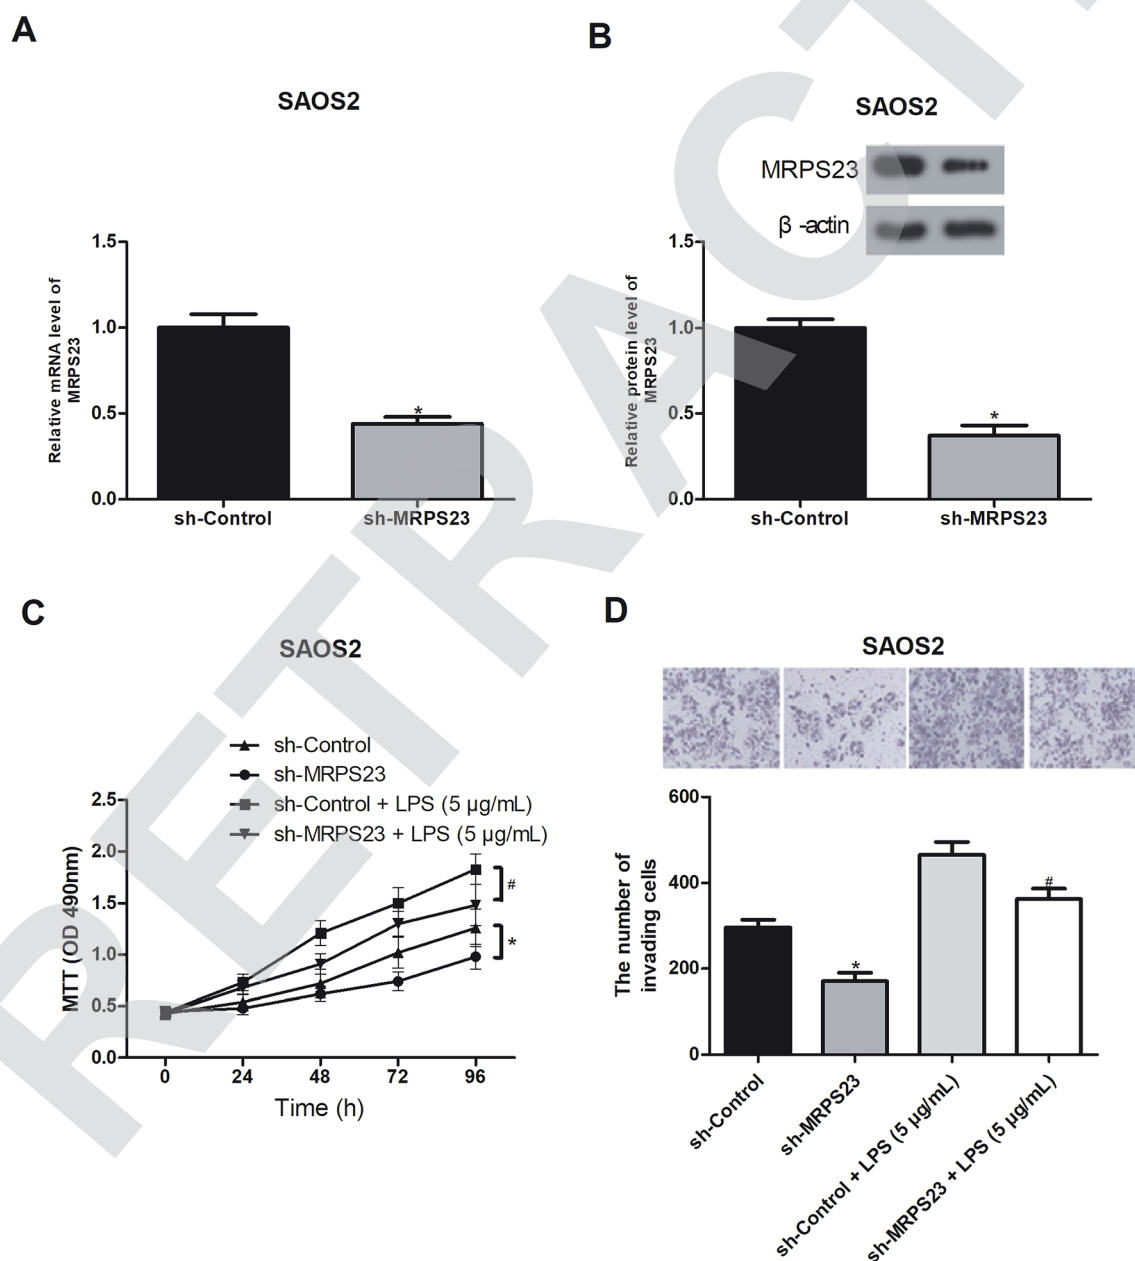 A
SAOS2
Relative mRNA level of
MRPS23
1.5
1.0
0.5
0.0
*
sh-Control
sh-MRPS23
B
SAOS2
MRPS23
β -actin
Relative protein level of
MRPS23
1.5
1.0
0.5
0.0
*
sh-Control
sh-MRPS23
C
SAOS2
sh-Control
sh-MRPS23
sh-Control + LPS (5 µg/mL)
sh-MRPS23 + LPS (5 µg/mL)
MTT (OD 490nm)
2.5
2.0
1.5
1.0
0.5
0.0
#
*
0 24 48 72 96
Time (h)
D
SAOS2
The number of
invading cells
600
400
200
0
*
#
sh-Control
sh-MRPS23
sh-Control + LPS (5 µg/mL)
sh-MRPS23 + LPS (5 µg/mL)
RETRACT